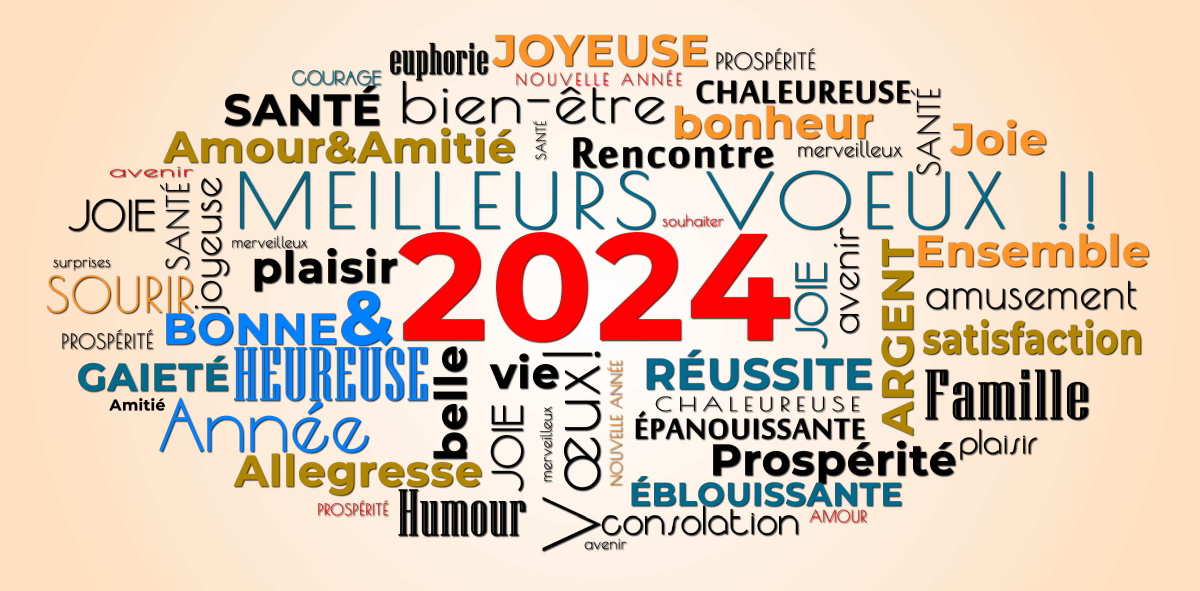 euphorie
JOYEUSE
PROSPÉRITÉ
COURAGE
NOUVELLE ANNÉE
SANTÉ
bien-être
CHALEUREUSE
SANTÉ
bonheur
Joie
Amour&Amitié
SANTÉ
Rencontre
merveilleux
avenir
JOIE
SANTÉ
joyeuse
MEILLEURS VOEUX !!
souhaiter
merveilleux
surprises
plaisir
2024
JOIE
avenir
ARGENT
Ensemble
SOURIR
amusement
PROSPÉRITÉ
BONNE &
satisfaction
GAIETÉ
HEUREUSE
belle
vie
Vœux!
NOUVELLE ANNÉE
RÉUSSITE
Famille
Amitié
Année
JOIE
merveilleux
CHALEUREUSE
ÉPANOUISSANTE
plaisir
Allegresse
Prospérité
ÉBLOUISSANTE
PROSPÉRITÉ
Humour
consolation
AMOUR
avenir